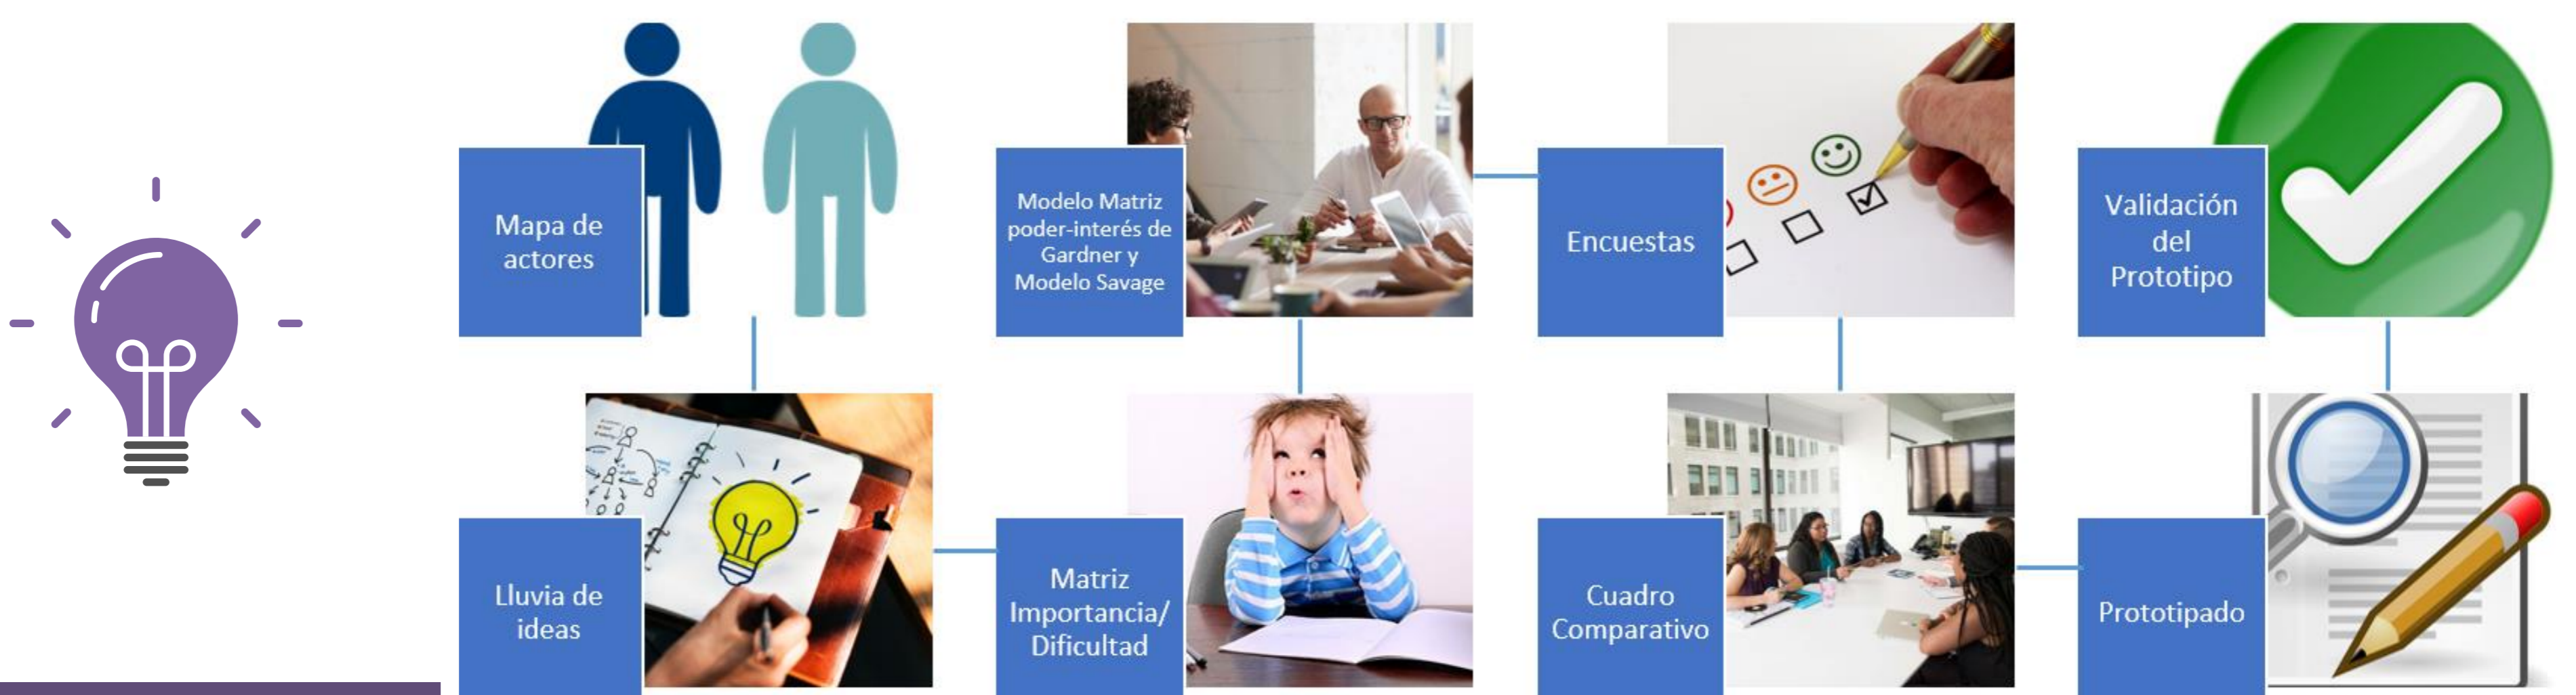 Mapa de
actores
Lluvia de
ideas
Matriz
Importancia/
Dificultad
Modelo Matriz
poder-interés de
Gardner y
Modelo Savage
Encuestas
Cuadro
Comparativo
Prototipado
Validación
del
Prototipo